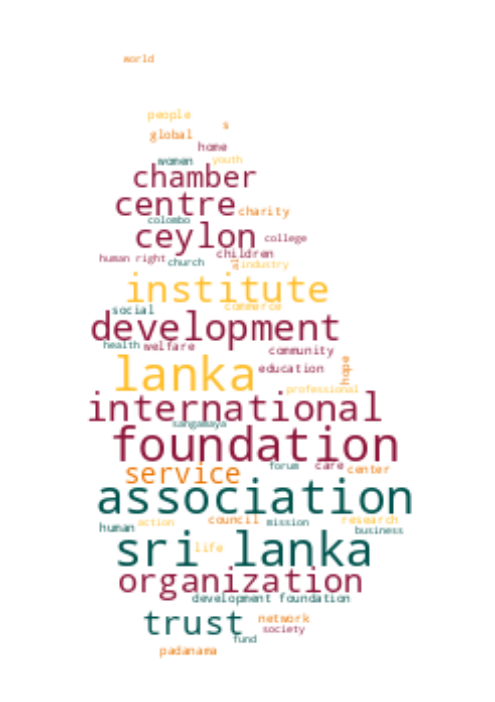 world
people
s
global
home
women youth
chamber
centre charity
colombo
ceylon college
children
human right church al industry
institute
commerce
social
development
health welfare community
lanka education hope
professional
international
sangamaya
foundation
forum care center
service
association
action council mission research
human business
sri lanka
life
organization
development foundation
trust network
society
fund
padanama